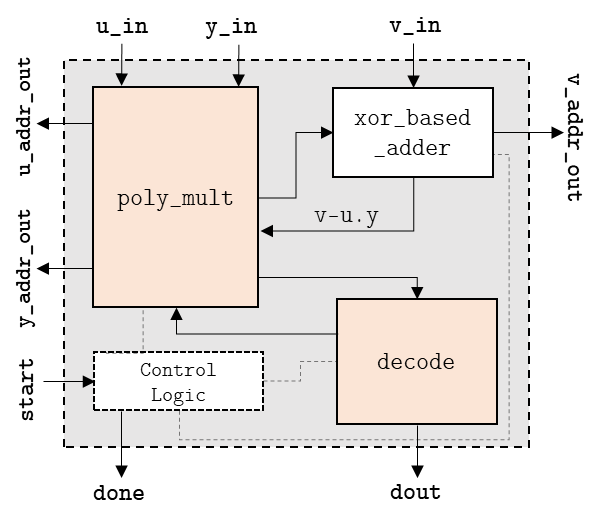 u_in
y_in
v_in
u_addr_out
xor_based
_adder
v_addr_out
poly_mult
v-u.y
y_addr_out
decode
start
Control
Logic
done
dout